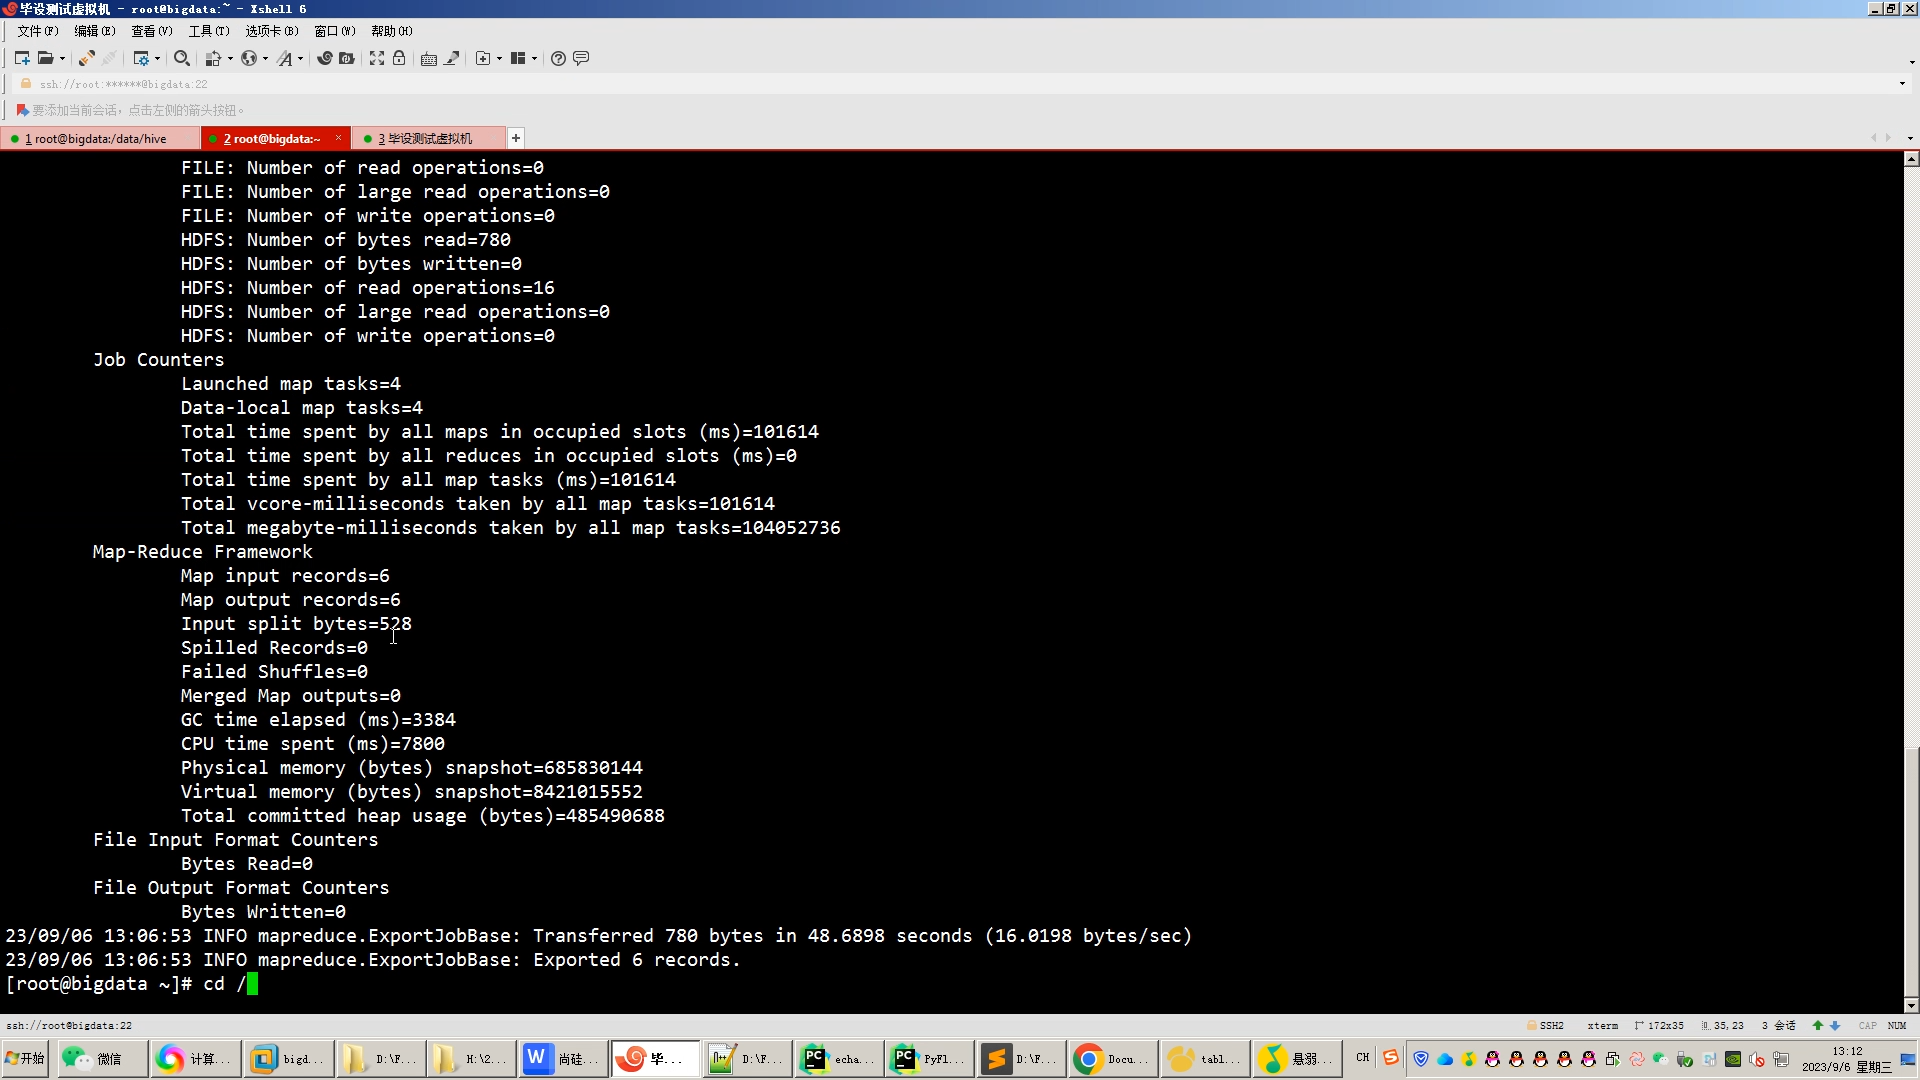 毕设测试虚拟机 - root@bigdata:~ - Xshell 6
文件(F) 编辑(E) 查看(V) 工具(T) 选项卡(B) 窗口(W) 帮助(H)
ssh://root:******@bigdata:22
要添加当前会话，点击左侧的箭头按钮。
1 root@bigdata:/data/hive
2 root@bigdata:~
3 毕设测试虚拟机
FILE: Number of read operations=0
FILE: Number of large read operations=0
FILE: Number of write operations=0
HDFS: Number of bytes read=780
HDFS: Number of bytes written=0
HDFS: Number of read operations=16
HDFS: Number of large read operations=0
HDFS: Number of write operations=0
Job Counters
Launched map tasks=4
Data-local map tasks=4
Total time spent by all maps in occupied slots (ms)=101614
Total time spent by all reduces in occupied slots (ms)=0
Total time spent by all map tasks (ms)=101614
Total vcore-milliseconds taken by all map tasks=101614
Total megabyte-milliseconds taken by all map tasks=104052736
Map-Reduce Framework
Map input records=6
Map output records=6
Input split bytes=528
Spilled Records=0
Failed Shuffles=0
Merged Map outputs=0
GC time elapsed (ms)=3384
CPU time spent (ms)=7800
Physical memory (bytes) snapshot=685830144
Virtual memory (bytes) snapshot=8421015552
Total committed heap usage (bytes)=485490688
File Input Format Counters
Bytes Read=0
File Output Format Counters
Bytes Written=0
23/09/06 13:06:53 INFO mapreduce.ExportJobBase: Transferred 780 bytes in 48.6898 seconds (16.0198 bytes/sec)
23/09/06 13:06:53 INFO mapreduce.ExportJobBase: Exported 6 records.
[root@bigdata ~]# cd /
ssh://root@bigdata:22
SSH2 xterm 172x35 35,23 3 会话 CAP NUM
开始 微信 计算... bigd... D:\F... H:\2... 尚硅... 毕... D:\F... echa... PyFl... D:\F... Docu... tabl... 悬弱... CH
13:12
2023/9/6 星期三